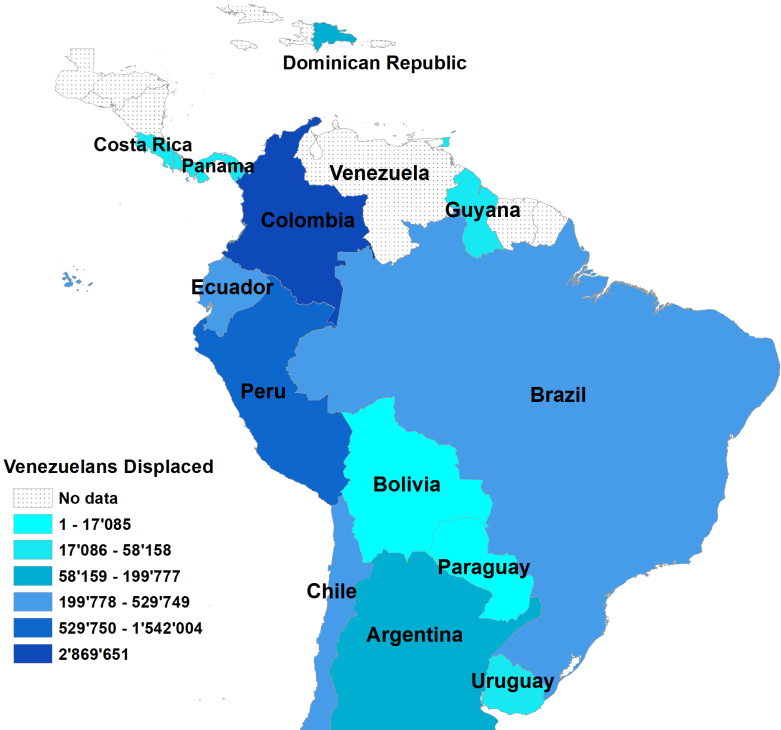 Dominican Republic
Costa Rica
Panama
Venezuela
Guyana
Colombia
Ecuador
Peru
Brazil
Venezuelans Displaced
No data
1 - 17'085
17'086 - 58'158
58'159 - 199'777
199'778 - 529'749
529'750 - 1'542'004
2'869'651
Bolivia
Paraguay
Chile
Argentina
Uruguay